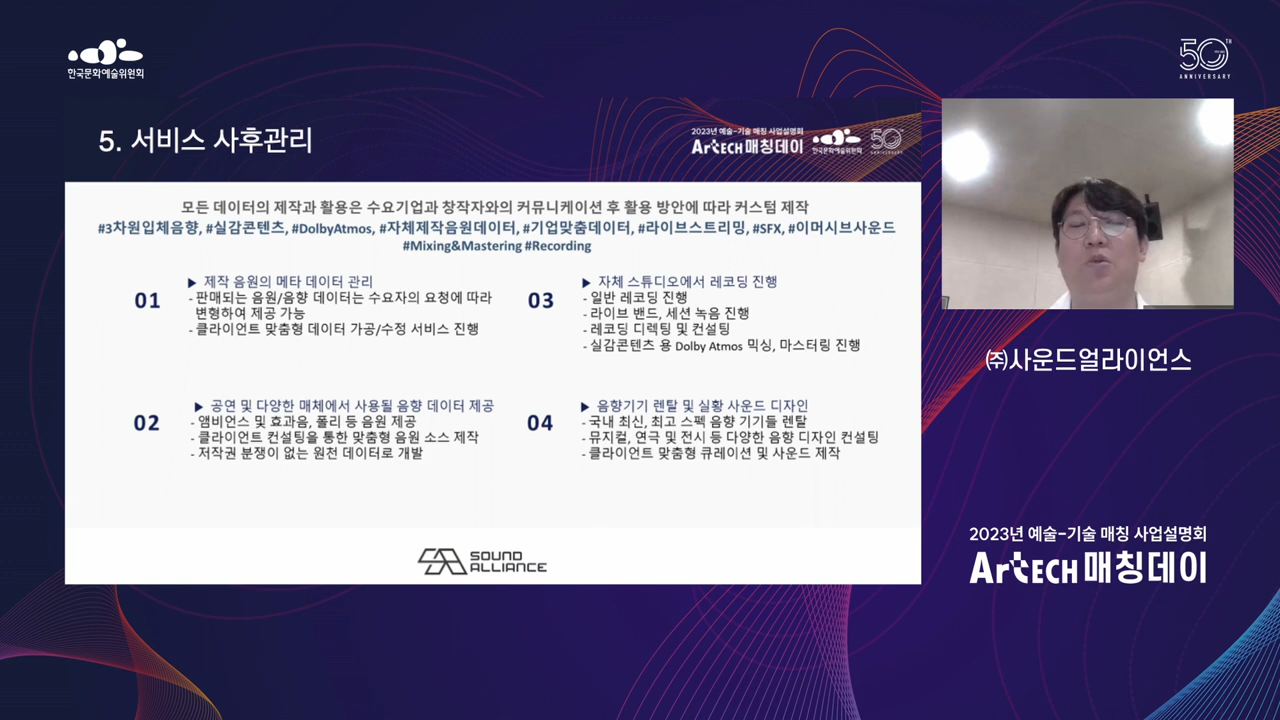 한국문화예술위원회
50TH
ANNIVERSARY
5. 서비스 사후관리
2023년 예술-기술 매칭 사업설명회
ArtECH 매칭데이
한국문화예술위원회
50
모든 데이터의 제작과 활용은 수요기업과 창작자와의 커뮤니케이션 후 활용 방안에 따라 커스텀 제작
#3차원입체음향, #실감콘텐츠, #DolbyAtmos, #자체제작음원데이터, #기업맞춤데이터, #라이브스트리밍, #SFX, #이머시브사운드
#Mixing&Mastering #Recording
01
▶ 제작 음원의 메타 데이터 관리
- 판매되는 음원/음향 데이터는 수요자의 요청에 따라
변형하여 제공 가능
- 클라이언트 맞춤형 데이터 가공/수정 서비스 진행
03
▶ 자체 스튜디오에서 레코딩 진행
- 일반 레코딩 진행
- 라이브 밴드, 세션 녹음 진행
- 레코딩 디렉팅 및 컨설팅
- 실감콘텐츠 용 Dolby Atmos 믹싱, 마스터링 진행
02
▶ 공연 및 다양한 매체에서 사용될 음향 데이터 제공
- 앰비언스 및 효과음, 폴리 등 음원 제공
- 클라이언트 컨설팅을 통한 맞춤형 음원 소스 제작
- 저작권 분쟁이 없는 원천 데이터로 개발
04
▶ 음향기기 렌탈 및 실황 사운드 디자인
- 국내 최신, 최고 스펙 음향 기기들 렌탈
- 뮤지컬, 연극 및 전시 등 다양한 음향 디자인 컨설팅
- 클라이언트 맞춤형 큐레이션 및 사운드 제작
SOUND
ALLIANCE
㈜사운드얼라이언스
2023년 예술-기술 매칭 사업설명회
ArtECH 매칭데이